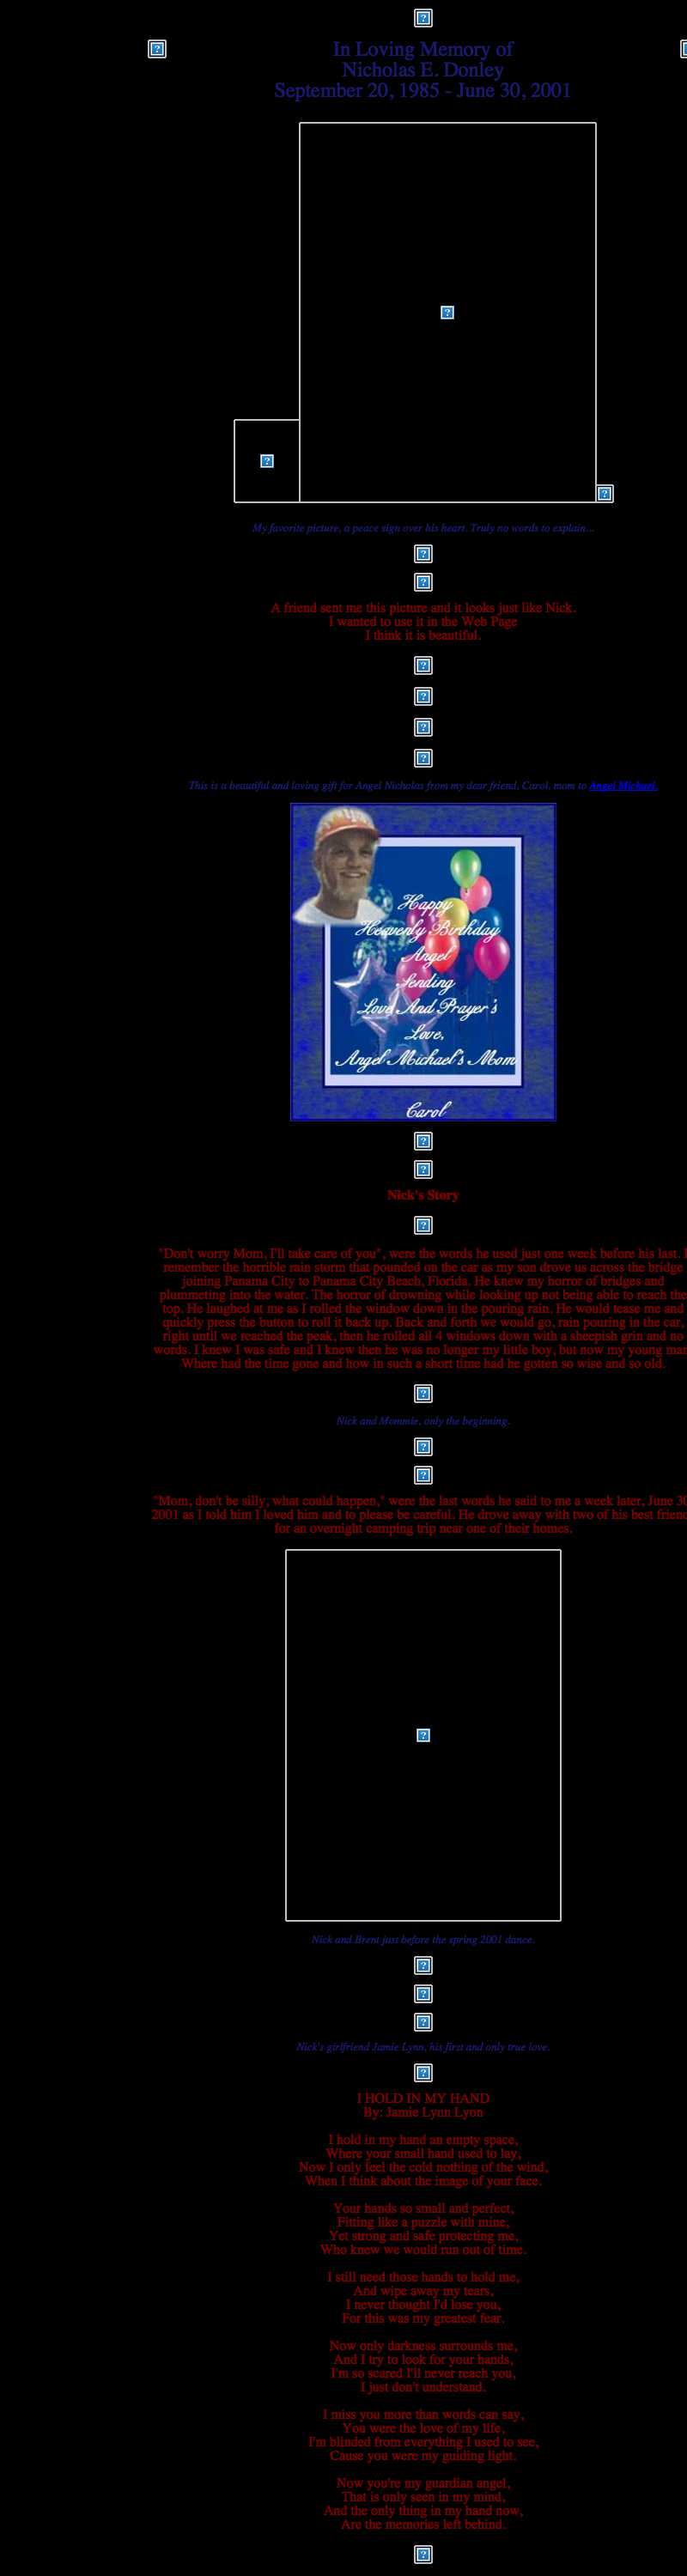 In Loving Memory of
Nicholas E. Donley
September 20, 1985 - June 30, 2001
My favorite picture, a peace sign over his heart. Truly no words to explain...
A friend sent me this picture and it looks just like Nick.
I wanted to use it in the Web Page
I think it is beautiful.
This is a beautiful and loving gift for Angel Nicholas from my dear friend, Carol, mom to Angel Michael.
Happy
Heavenly Birthday
Angel
Sending
Love And Prayer's
Love,
Angel Michael's Mom
Carol
Nick's Story
"Don't worry Mom, I'll take care of you", were the words he used just one week before his last. I
remember the horrible rain storm that pounded on the car as my son drove us across the bridge
joining Panama City to Panama City Beach, Florida. He knew my horror of bridges and
plummeting into the water. The horror of drowning while looking up not being able to reach the
top. He laughed at me as I rolled the window down in the pouring rain. He would tease me and
quickly press the button to roll it back up. Back and forth we would go, rain pouring in the car,
right until we reached the peak, then he rolled all 4 windows down with a sheepish grin and no
words. I knew I was safe and I knew then he was no longer my little boy, but now my young man
Where had the time gone and how in such a short time had he gotten so wise and so old.
Nick and Mommie, only the beginning.
"Mom, don't be silly, what could happen," were the last words he said to me a week later, June 30
2001 as I told him I loved him and to please be careful. He drove away with two of his best friend
for an overnight camping trip near one of their homes.
Nick and Brent just before the spring 2001 dance.
Nick's girlfriend Jamie Lynn, his first and only true love.
I HOLD IN MY HAND
By: Jamie Lynn Lyon
I hold in my hand an empty space,
Where your small hand used to lay,
Now I only feel the cold nothing of the wind,
When I think about the image of your face.
Your hands so small and perfect,
Fitting like a puzzle with mine,
Yet strong and safe protecting me,
Who knew we would run out of time.
I still need those hands to hold me,
And wipe away my tears,
I never thought I'd lose you,
For this was my greatest fear.
Now only darkness surrounds me,
And I try to look for your hands,
I'm so scared I'll never reach you,
I just don't understand.
I miss you more than words can say,
You were the love of my life,
I'm blinded from everything I used to see,
Cause you were my guiding light.
Now you're my guardian angel,
That is only seen in my mind,
And the only thing in my hand now,
Are the memories left behind.